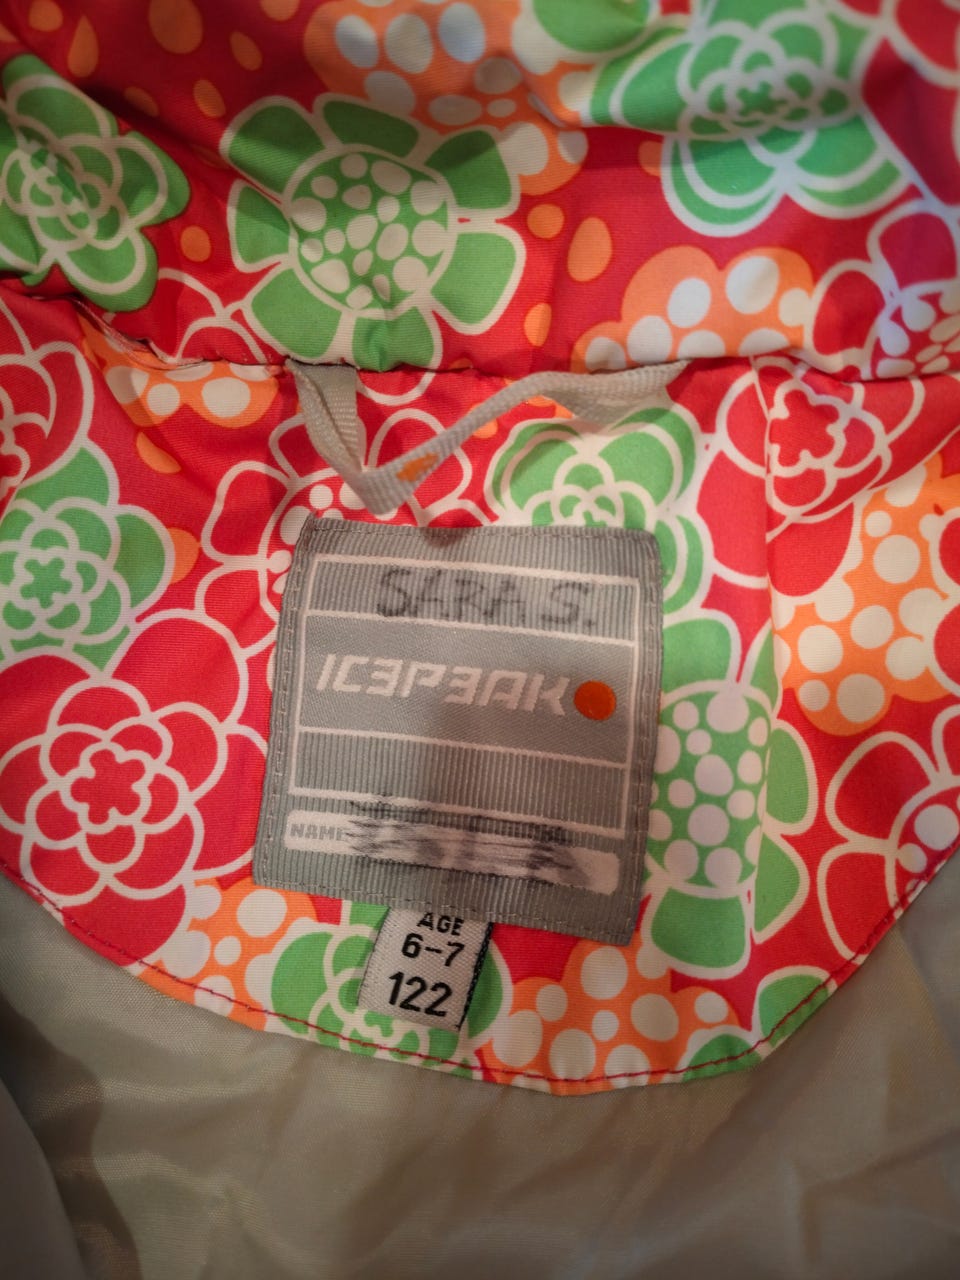 SARA S.
ICEPEAK
NAME
AGE
6-7
122